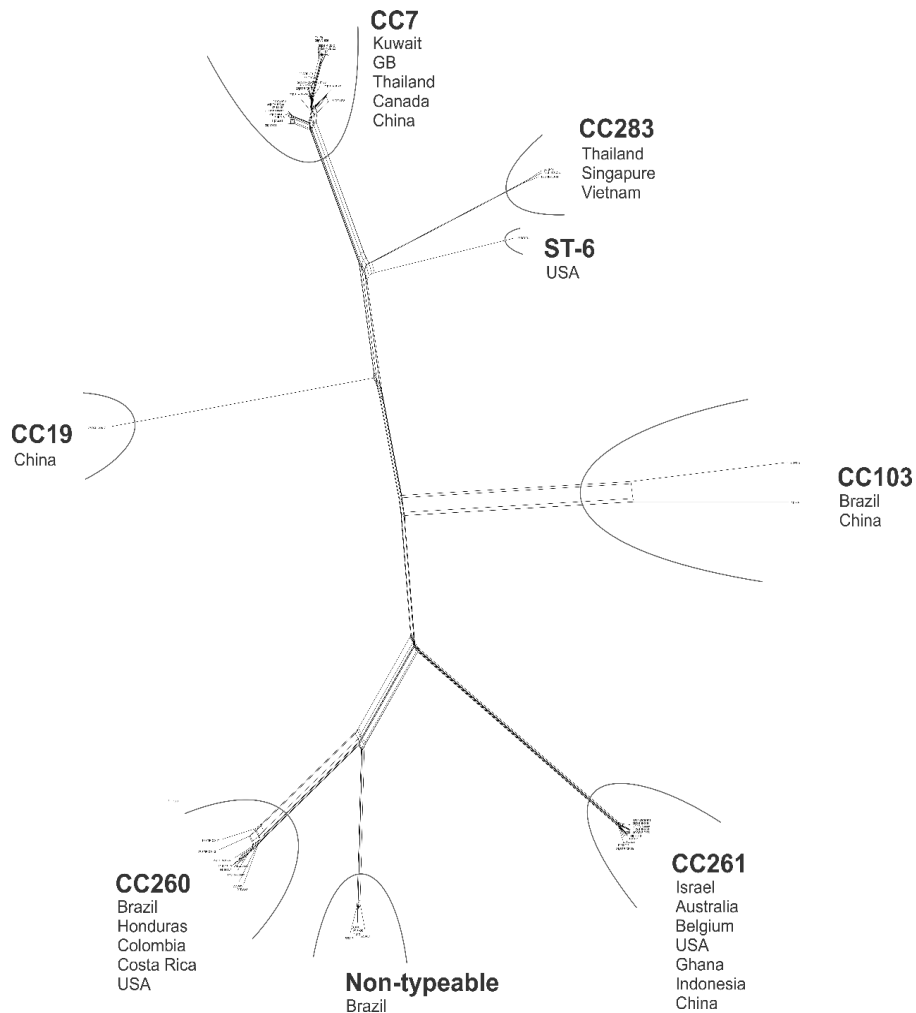 CC7
Kuwait
GB
Thailand
Canada
China
CC283
Thailand
Singapure
Vietnam
ST-6
USA
CC19
China
CC103
Brazil
China
CC260
Brazil
Honduras
Colombia
Costa Rica
USA
Non-typeable
Brazil
CC261
Israel
Australia
Belgium
USA
Ghana
Indonesia
China